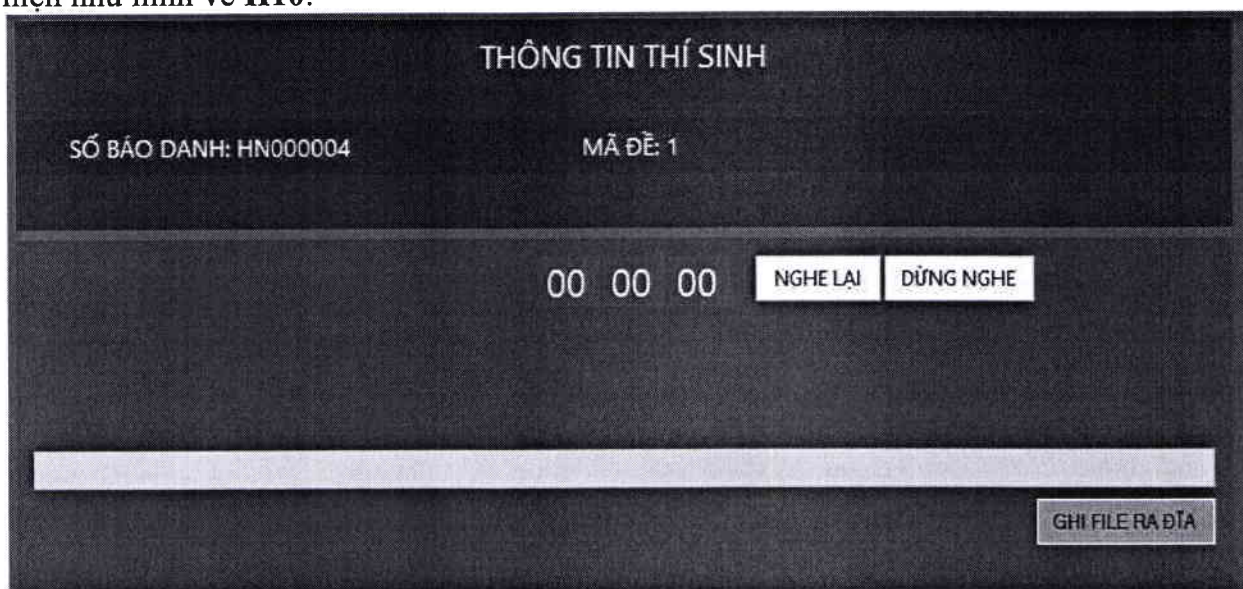 THÔNG TIN THÍ SINH
SỐ BÁO DANH: HN000004 MÃ ĐỀ: 1
00 00 00 NGHE LẠI DỪNG NGHE
GHI FILE RA ĐĨA